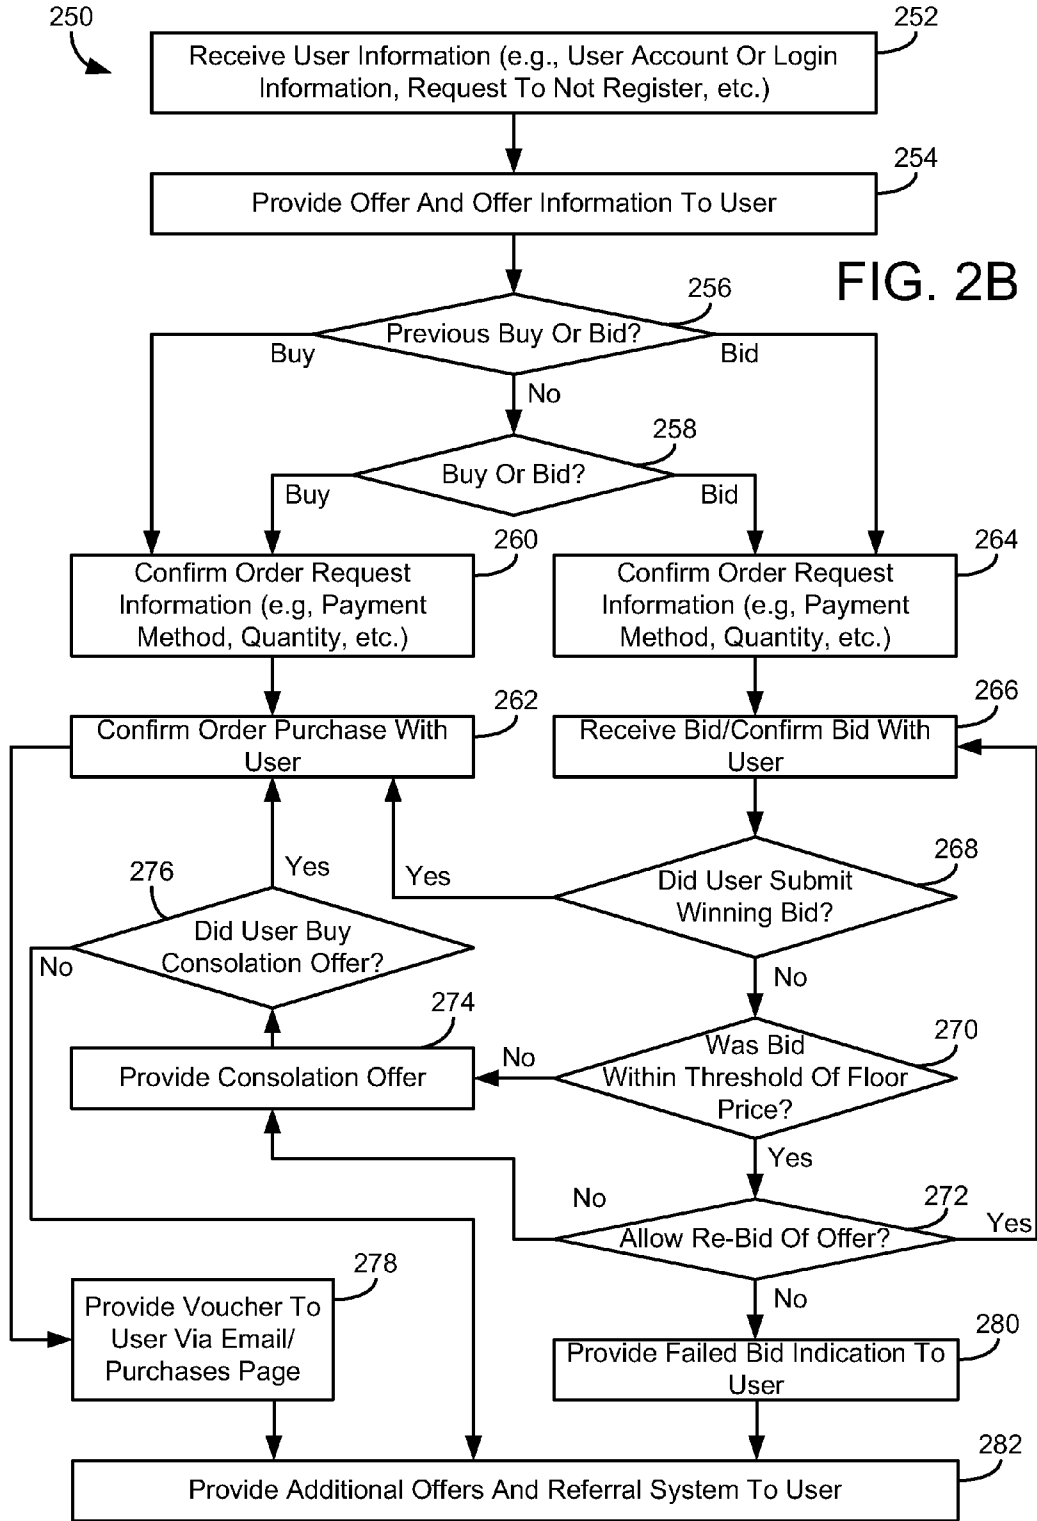 250
252
Receive User Information (e.g., User Account Or Login
Information, Request To Not Register, etc.)
254
Provide Offer And Offer Information To User
FIG. 2B
256
Previous Buy Or Bid?
Buy
Bid
No
258
Buy Or Bid?
Buy
Bid
260
Confirm Order Request
Information (e.g, Payment
Method, Quantity, etc.)
264
Confirm Order Request
Information (e.g, Payment
Method, Quantity, etc.)
262
Confirm Order Purchase With
User
266
Receive Bid/Confirm Bid With
User
276
Yes
Did User Buy
Consolation Offer?
No
Yes
268
Did User Submit
Winning Bid?
No
274
Provide Consolation Offer
No
270
Was Bid
Within Threshold Of Floor
Price?
Yes
No
272
Allow Re-Bid Of Offer?
Yes
No
278
Provide Voucher To
User Via Email/
Purchases Page
280
Provide Failed Bid Indication To
User
282
Provide Additional Offers And Referral System To User